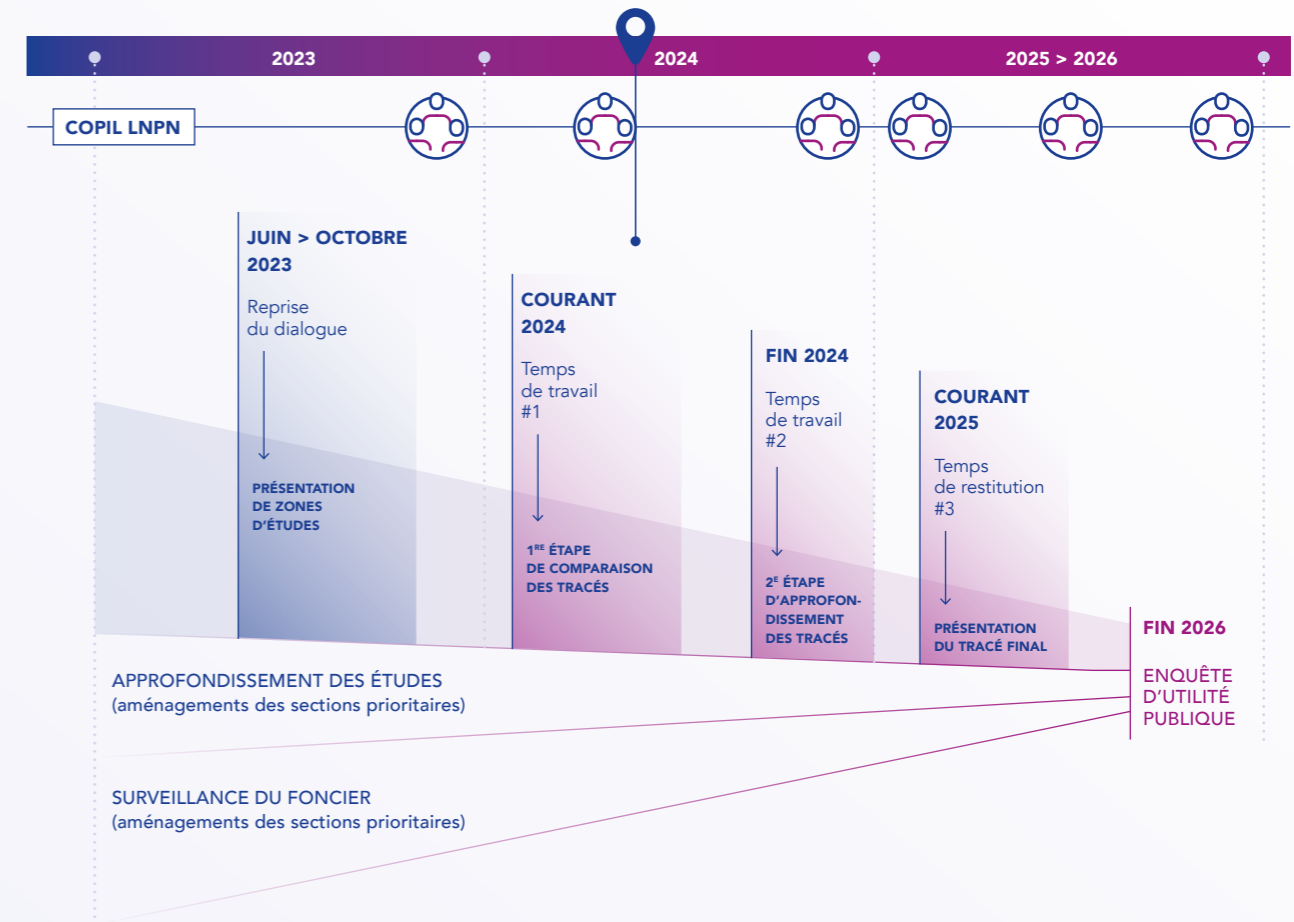 2023
2024
2025 > 2026
COPIL LNPN
JUIN > OCTOBRE
2023
Reprise
du dialogue
PRÉSENTATION
DE ZONES
D'ÉTUDES
COURANT
2024
Temps
de travail
#1
1RE ÉTAPE
DE COMPARAISON
DES TRACÉS
FIN 2024
Temps
de travail
#2
2E ÉTAPE
D'APPROFON-
DISSEMENT
DES TRACÉS
COURANT
2025
Temps
de restitution
#3
PRÉSENTATION
DU TRACÉ FINAL
FIN 2026
ENQUÊTE
D'UTILITÉ
PUBLIQUE
APPROFONDISSEMENT DES ÉTUDES
(aménagements des sections prioritaires)
SURVEILLANCE DU FONCIER
(aménagements des sections prioritaires)